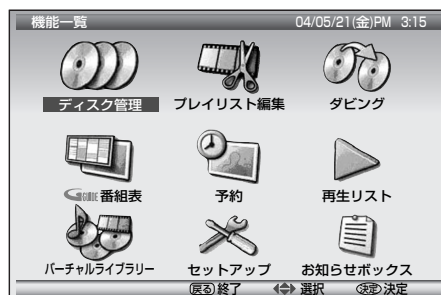 機能一覧 04/05/21(金)PM 3:15
ディスク管理 プレイリスト編集 ダビング
GGUIDE 番組表 予約 再生リスト
バーチャルライブラリー セットアップ お知らせボックス
戻る 終了 選択 決定 決定